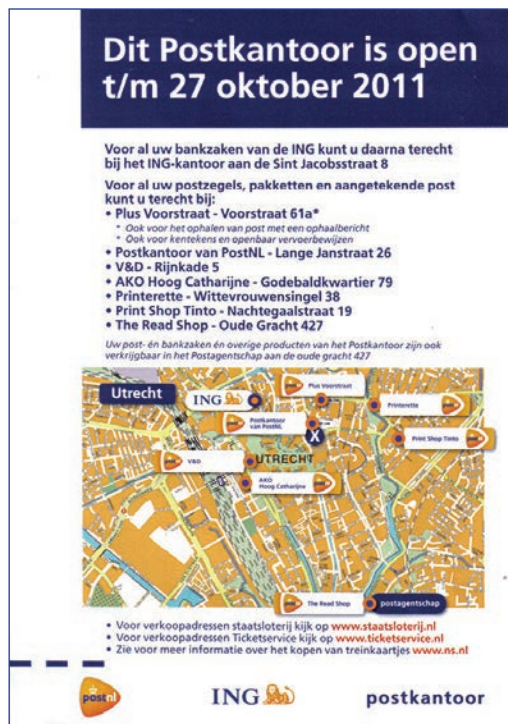 Dit Postkantoor is open
t/m 27 oktober 2011
Voor al uw bankzaken van de ING kunt u daarna terecht
bij het ING-kantoor aan de Sint Jacobsstraat 8
Voor al uw postzegels, pakketten en aangetekende post
kunt u terecht bij:
• Plus Voorstraat - Voorstraat 61a*
* Ook voor het ophalen van post met een ophaalbericht
* Ook voor kentekens en openbaar vervoerbewijzen
• Postkantoor van PostNL - Lange Janstraat 26
• V&D - Rijnkade 5
• AKO Hoog Catharijne - Godebaldkwartier 79
• Printerette - Wittevrouwensingel 38
• Print Shop Tinto - Nachtegaalstraat 19
• The Read Shop - Oude Gracht 427
Uw post- én bankzaken én overige producten van het Postkantoor zijn ook
verkrijgbaar in het Postagentschap aan de oude gracht 427
Utrecht
ING
Plus Voorstraat
Printerette
Postkantoor
van PostNL
X
Print Shop Tinto
V&D
UTRECHT
AKO
Hoog Catharijne
The Read Shop
postagentschap
• Voor verkoopadressen staatsloterij kijk op www.staatsloterij.nl
• Voor verkoopadressen Ticketservice kijk op www.ticketservice.nl
• Zie voor meer informatie over het kopen van treinkaartjes www.ns.nl
postnl
ING
postkantoor